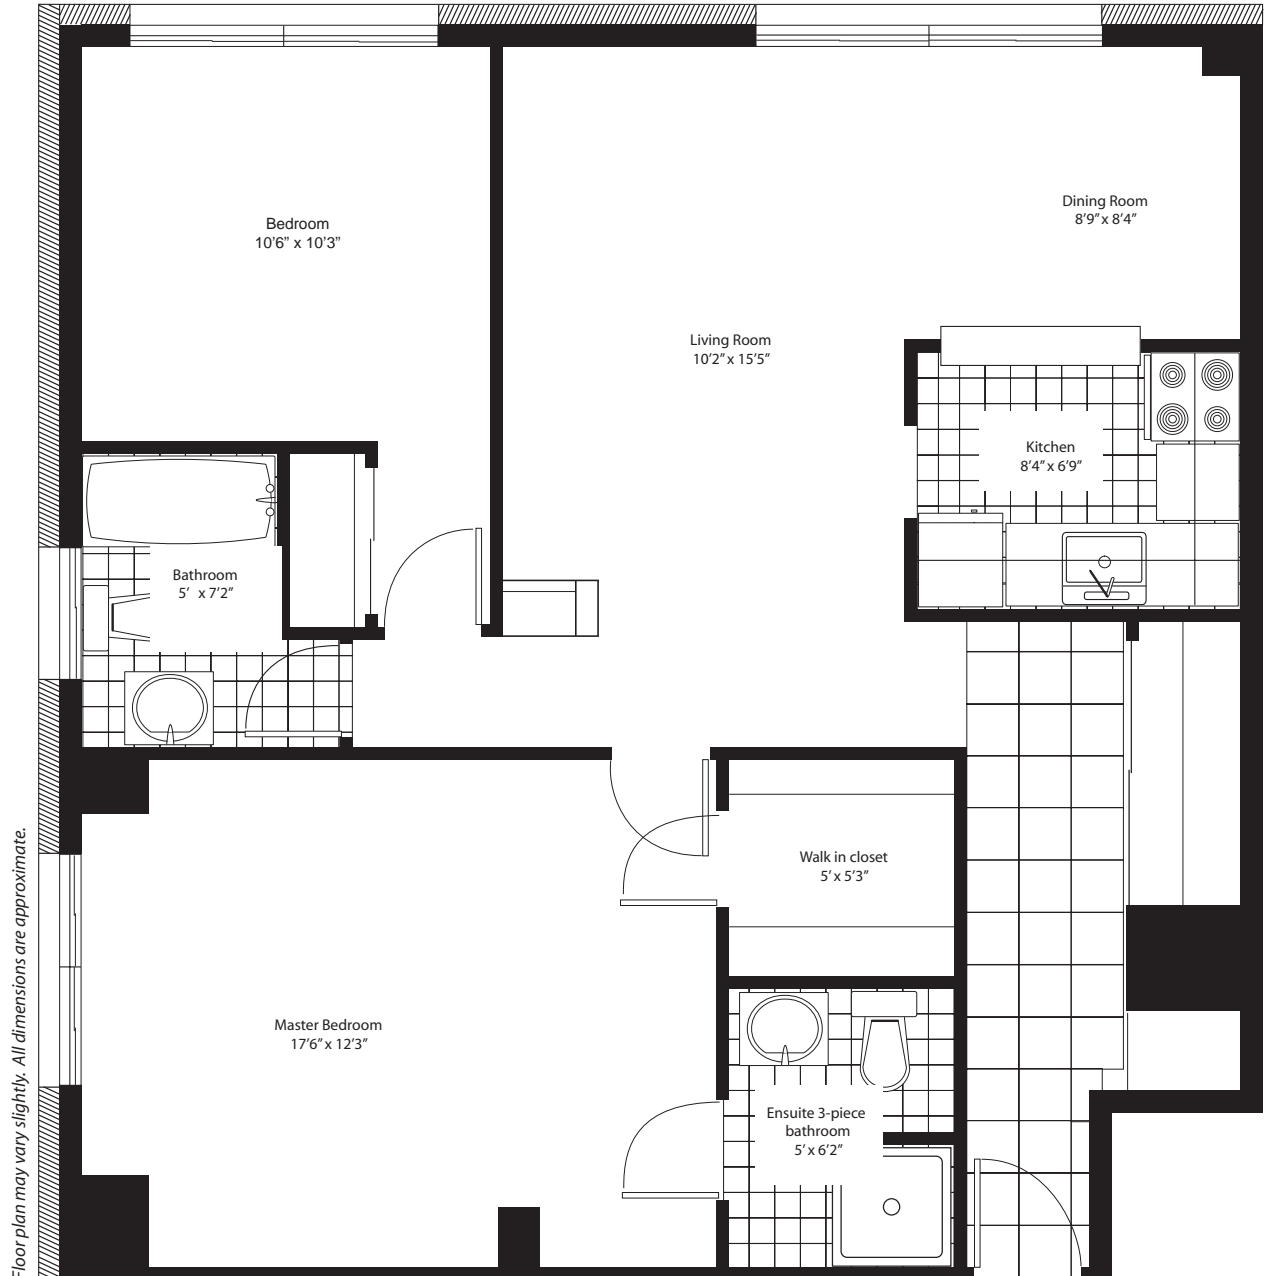 Bedroom
10'6" x 10'3"
Dining Room
8'9" x 8'4"
Living Room
10'2" x 15'5"
Kitchen
8'4" x 6'9"
Bathroom
5' x 7'2"
Walk in closet
5' x 5'3"
Master Bedroom
17'6" x 12'3"
Ensuite 3-piece
bathroom
5' x 6'2"
Floor plan may vary slightly. All dimensions are approximate.